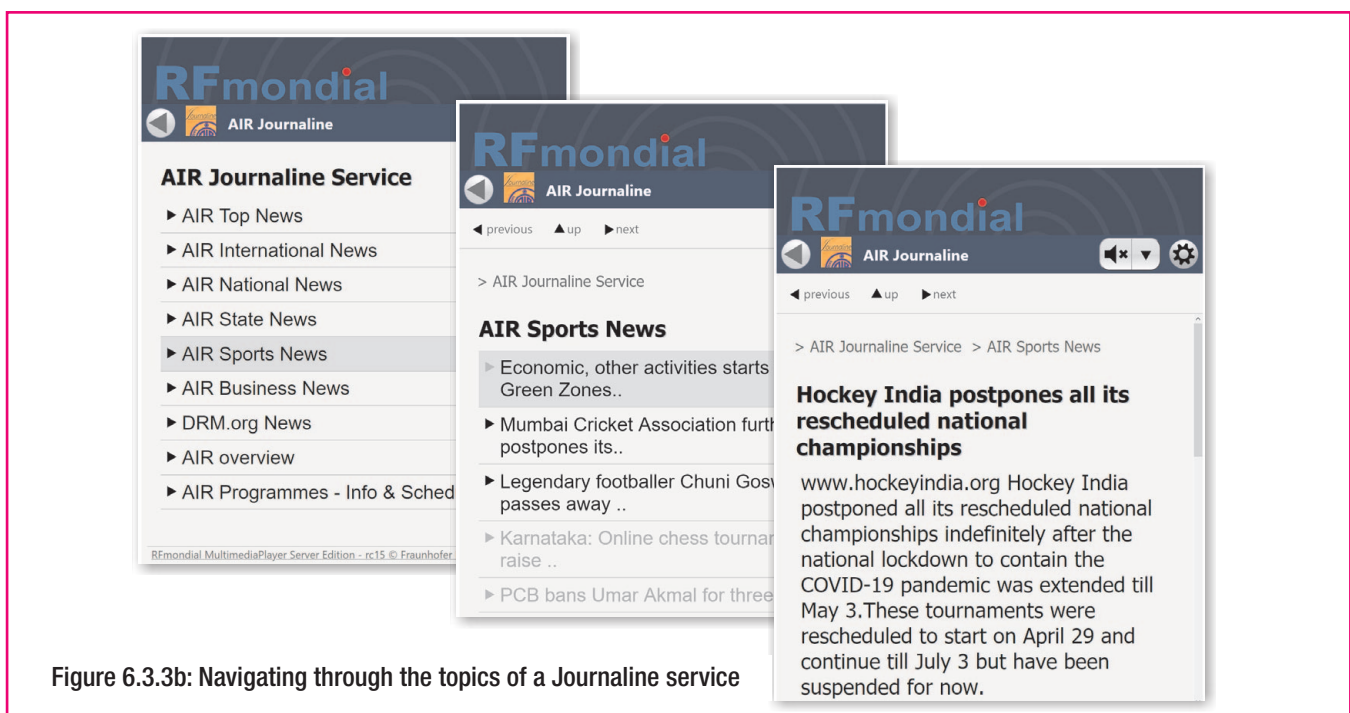 RFmondial
AIR Journaline
AIR Journaline Service
AIR Top News
AIR International News
AIR National News
AIR State News
AIR Sports News
AIR Business News
DRM.org News
AIR overview
AIR Programmes - Info & Sched
RFmondial MultimediaPlayer Server Edition - rc15 © Fraunhofer
RFmondial
AIR Journaline
previous up next
> AIR Journaline Service
AIR Sports News
Economic, other activities starts
Green Zones..
Mumbai Cricket Association furth
postpones its..
Legendary footballer Chuni Gosw
passes away ..
Karnataka: Online chess tournam
raise ..
PCB bans Umar Akmal for three
RFmondial
AIR Journaline
previous up next
> AIR Journaline Service > AIR Sports News
Hockey India postpones all its
rescheduled national
championships
www.hockeyindia.org Hockey India
postponed all its rescheduled national
championships indefinitely after the
national lockdown to contain the
COVID-19 pandemic was extended till
May 3.These tournaments were
rescheduled to start on April 29 and
continue till July 3 but have been
suspended for now.
Figure 6.3.3b: Navigating through the topics of a Journaline service